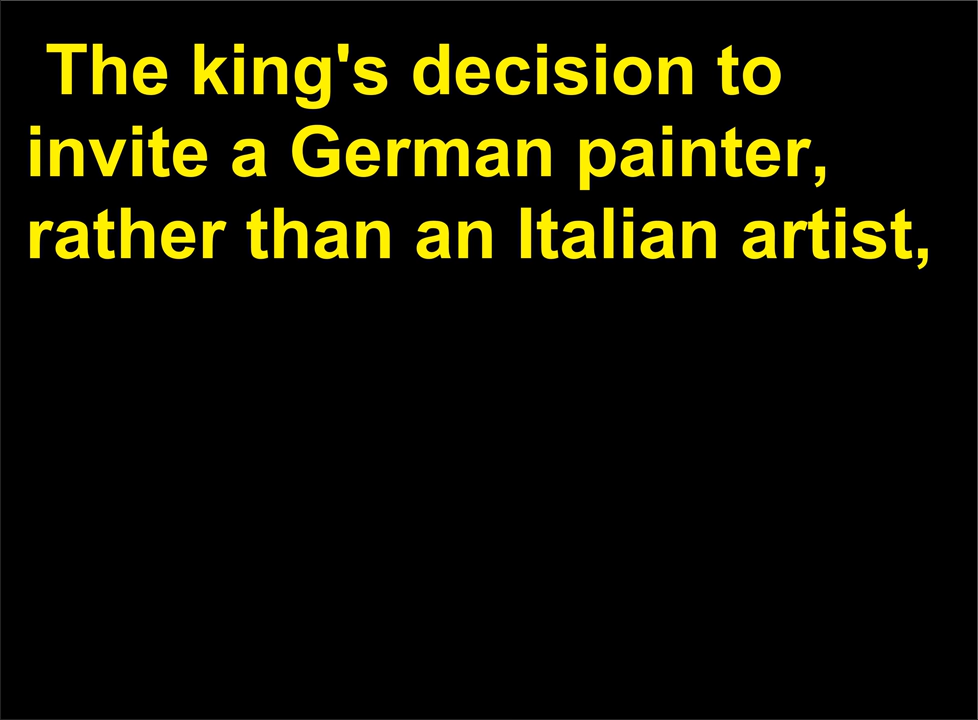 The king's decision to
invite a German painter,
rather than an Italian artist,